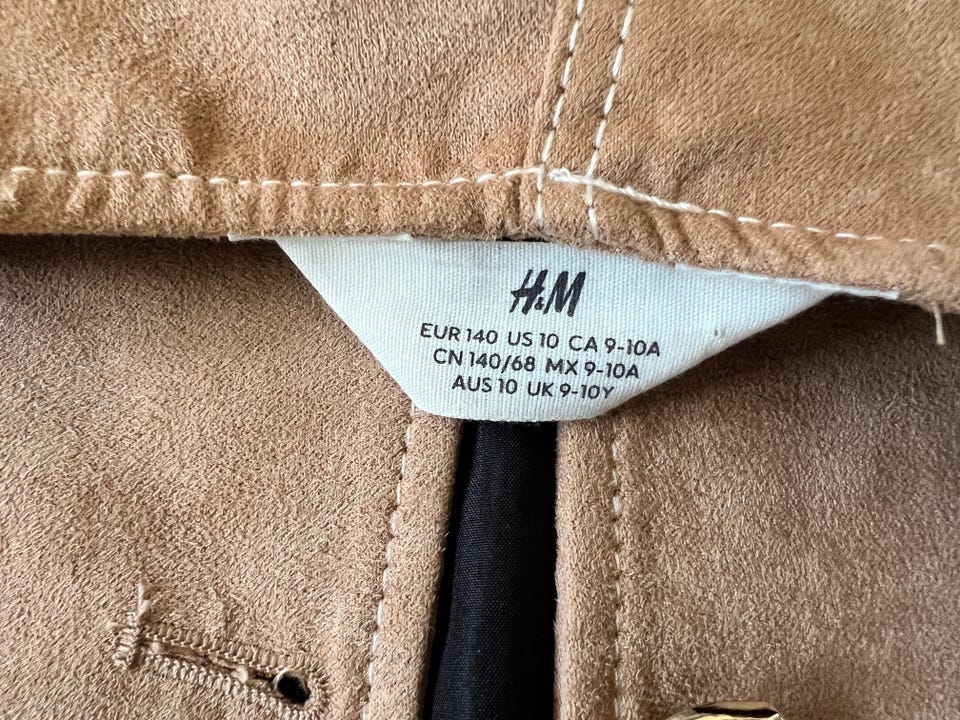 H&M
EUR 140 US 10 CA 9-10A
CN 140/68 MX 9-10A
AUS 10 UK 9-10Y